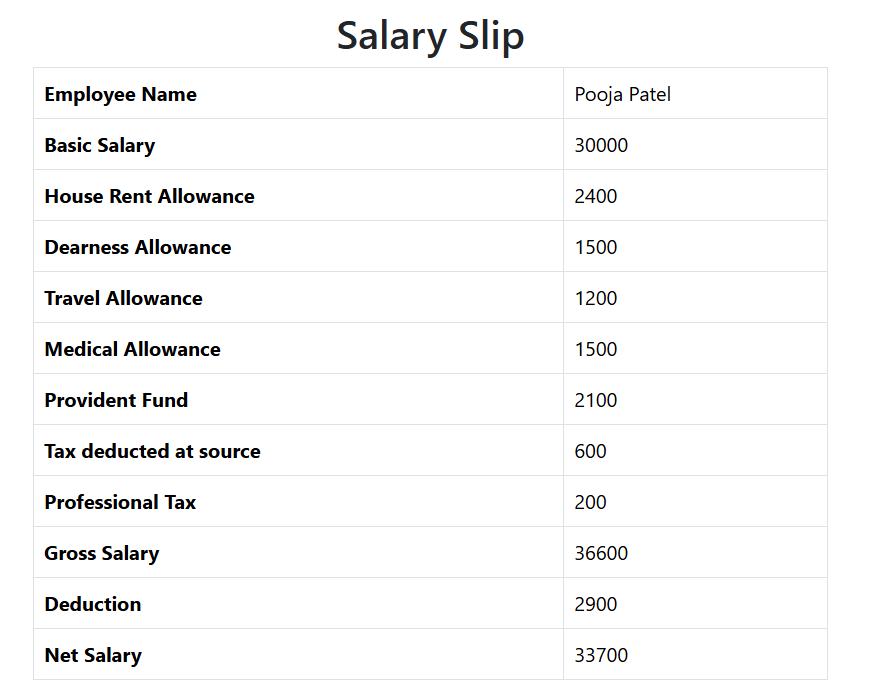 Salary Slip
Employee Name Pooja Patel
Basic Salary 30000
House Rent Allowance 2400
Dearness Allowance 1500
Travel Allowance 1200
Medical Allowance 1500
Provident Fund 2100
Tax deducted at source 600
Professional Tax 200
Gross Salary 36600
Deduction 2900
Net Salary 33700